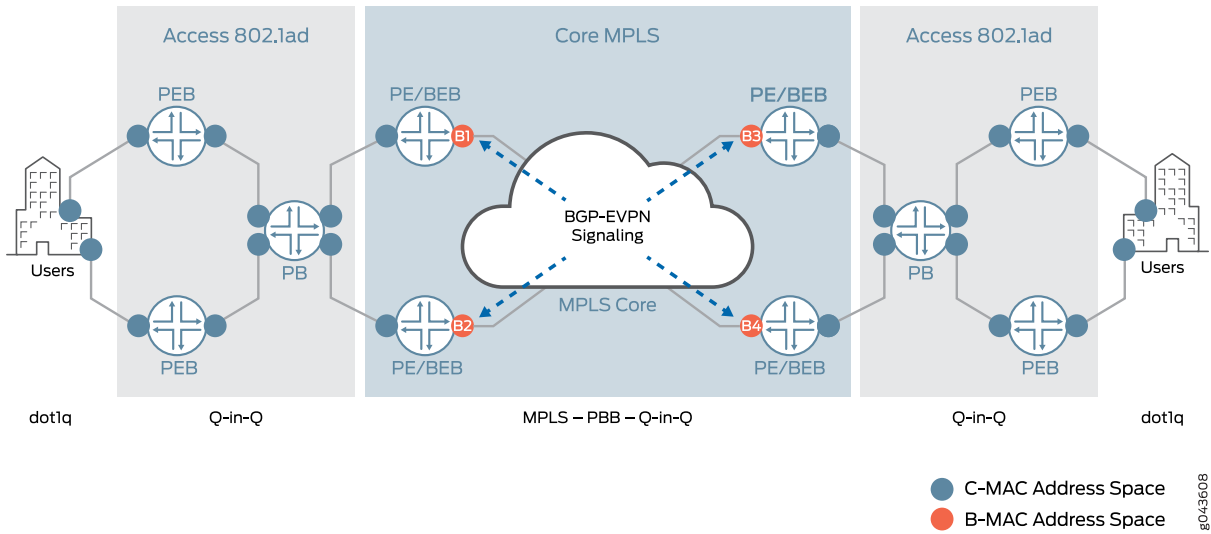 Access 802.1ad
Core MPLS
Access 802.1ad
PEB
PE/BEB
PE/BEB
PEB
B1
B3
Users
PB
BGP-EVPN
Signaling
PB
Users
MPLS Core
B2
B4
PEB
PE/BEB
PE/BEB
PEB
dot1q
Q-in-Q
MPLS – PBB – Q-in-Q
Q-in-Q
dot1q
C-MAC Address Space
B-MAC Address Space
g043608